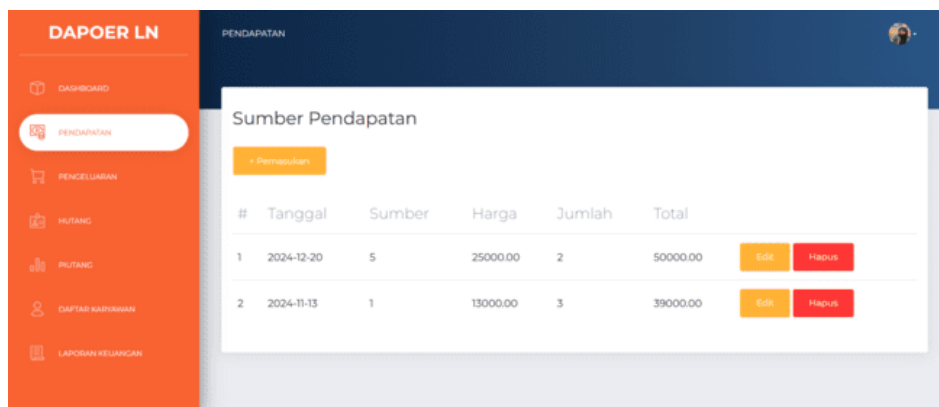 DAPOER LN
DASHBOARD
PENDAPATAN
PENGELUARAN
HUTANG
PIUTANG
DAFTAR KARYAWAN
LAPORAN KEUANGAN
PENDAPATAN
Sumber Pendapatan
+ Pemasukan
# Tanggal Sumber Harga Jumlah Total
1 2024-12-20 5 25000.00 2 50000.00 Edit Hapus
2 2024-11-13 1 13000.00 3 39000.00 Edit Hapus